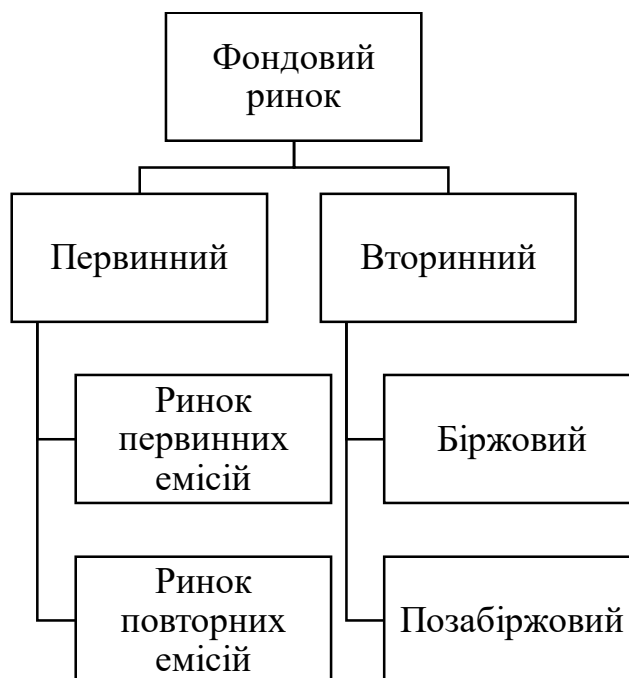 Фондовий
ринок
Первинний
Вторинний
Ринок
первинних
емісій
Біржовий
Ринок
повторних
емісій
Позабіржовий